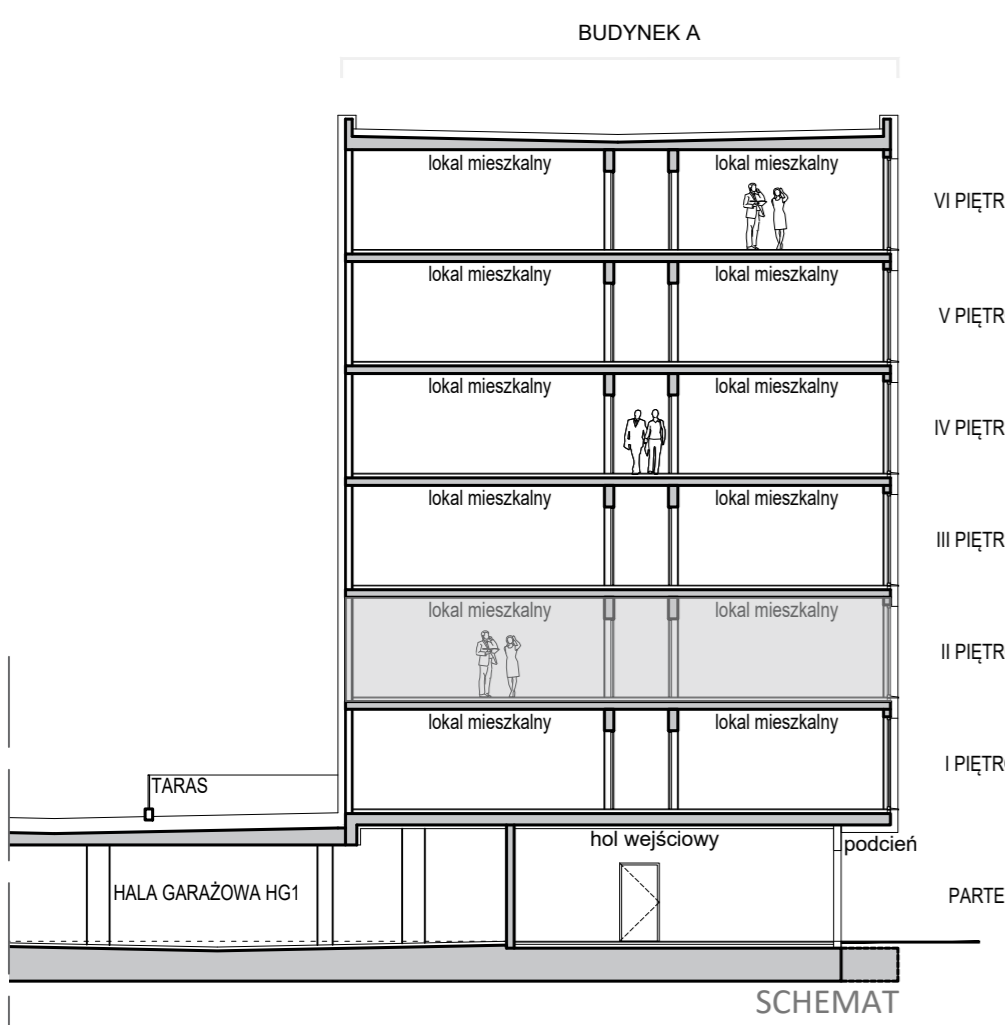 BUDYNEK A
lokal mieszkalny lokal mieszkalny
VI PIĘTR
lokal mieszkalny lokal mieszkalny
V PIĘTR
lokal mieszkalny lokal mieszkalny
IV PIĘTR
lokal mieszkalny lokal mieszkalny
III PIĘTR
lokal mieszkalny lokal mieszkalny
II PIĘTR
lokal mieszkalny lokal mieszkalny
I PIĘTR
TARAS
hol wejściowy podcień
HALA GARAŻOWA HG1 PARTE
SCHEMAT